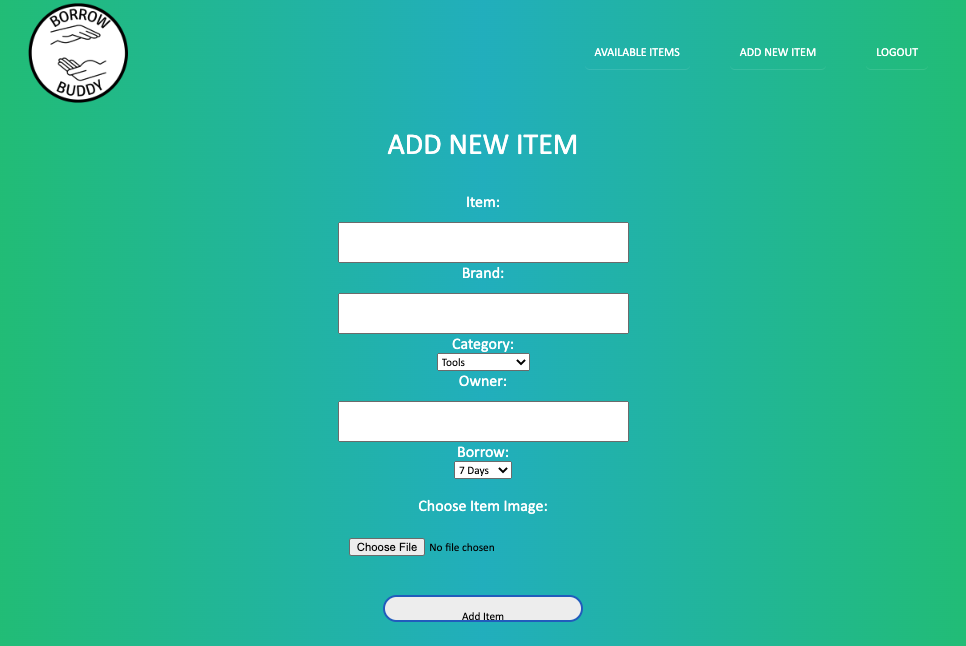 BORROW
BUDDY
AVAILABLE ITEMS
ADD NEW ITEM
LOGOUT
ADD NEW ITEM
Item:
Brand:
Category:
Tools
Owner:
Borrow:
7 Days
Choose Item Image:
Choose File No file chosen
Add Item